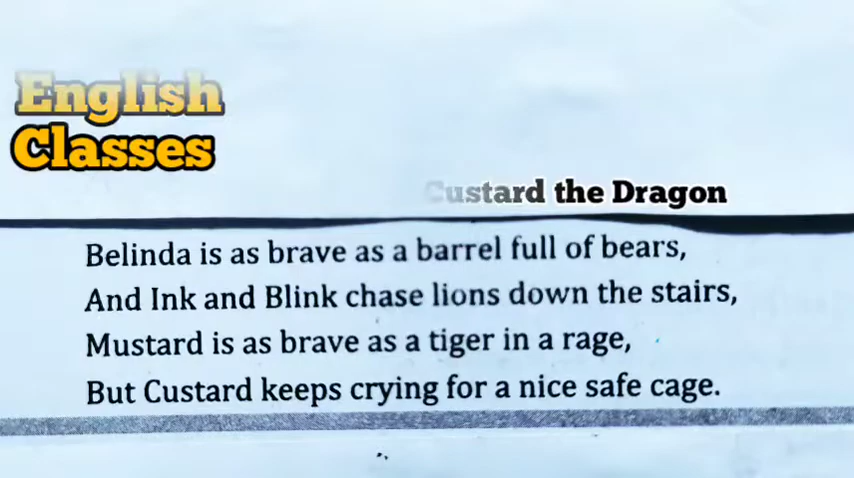 English
Classes
Custard the Dragon
Belinda is as brave as a barrel full of bears,
And Ink and Blink chase lions down the stairs,
Mustard is as brave as a tiger in a rage,
But Custard keeps crying for a nice safe cage.